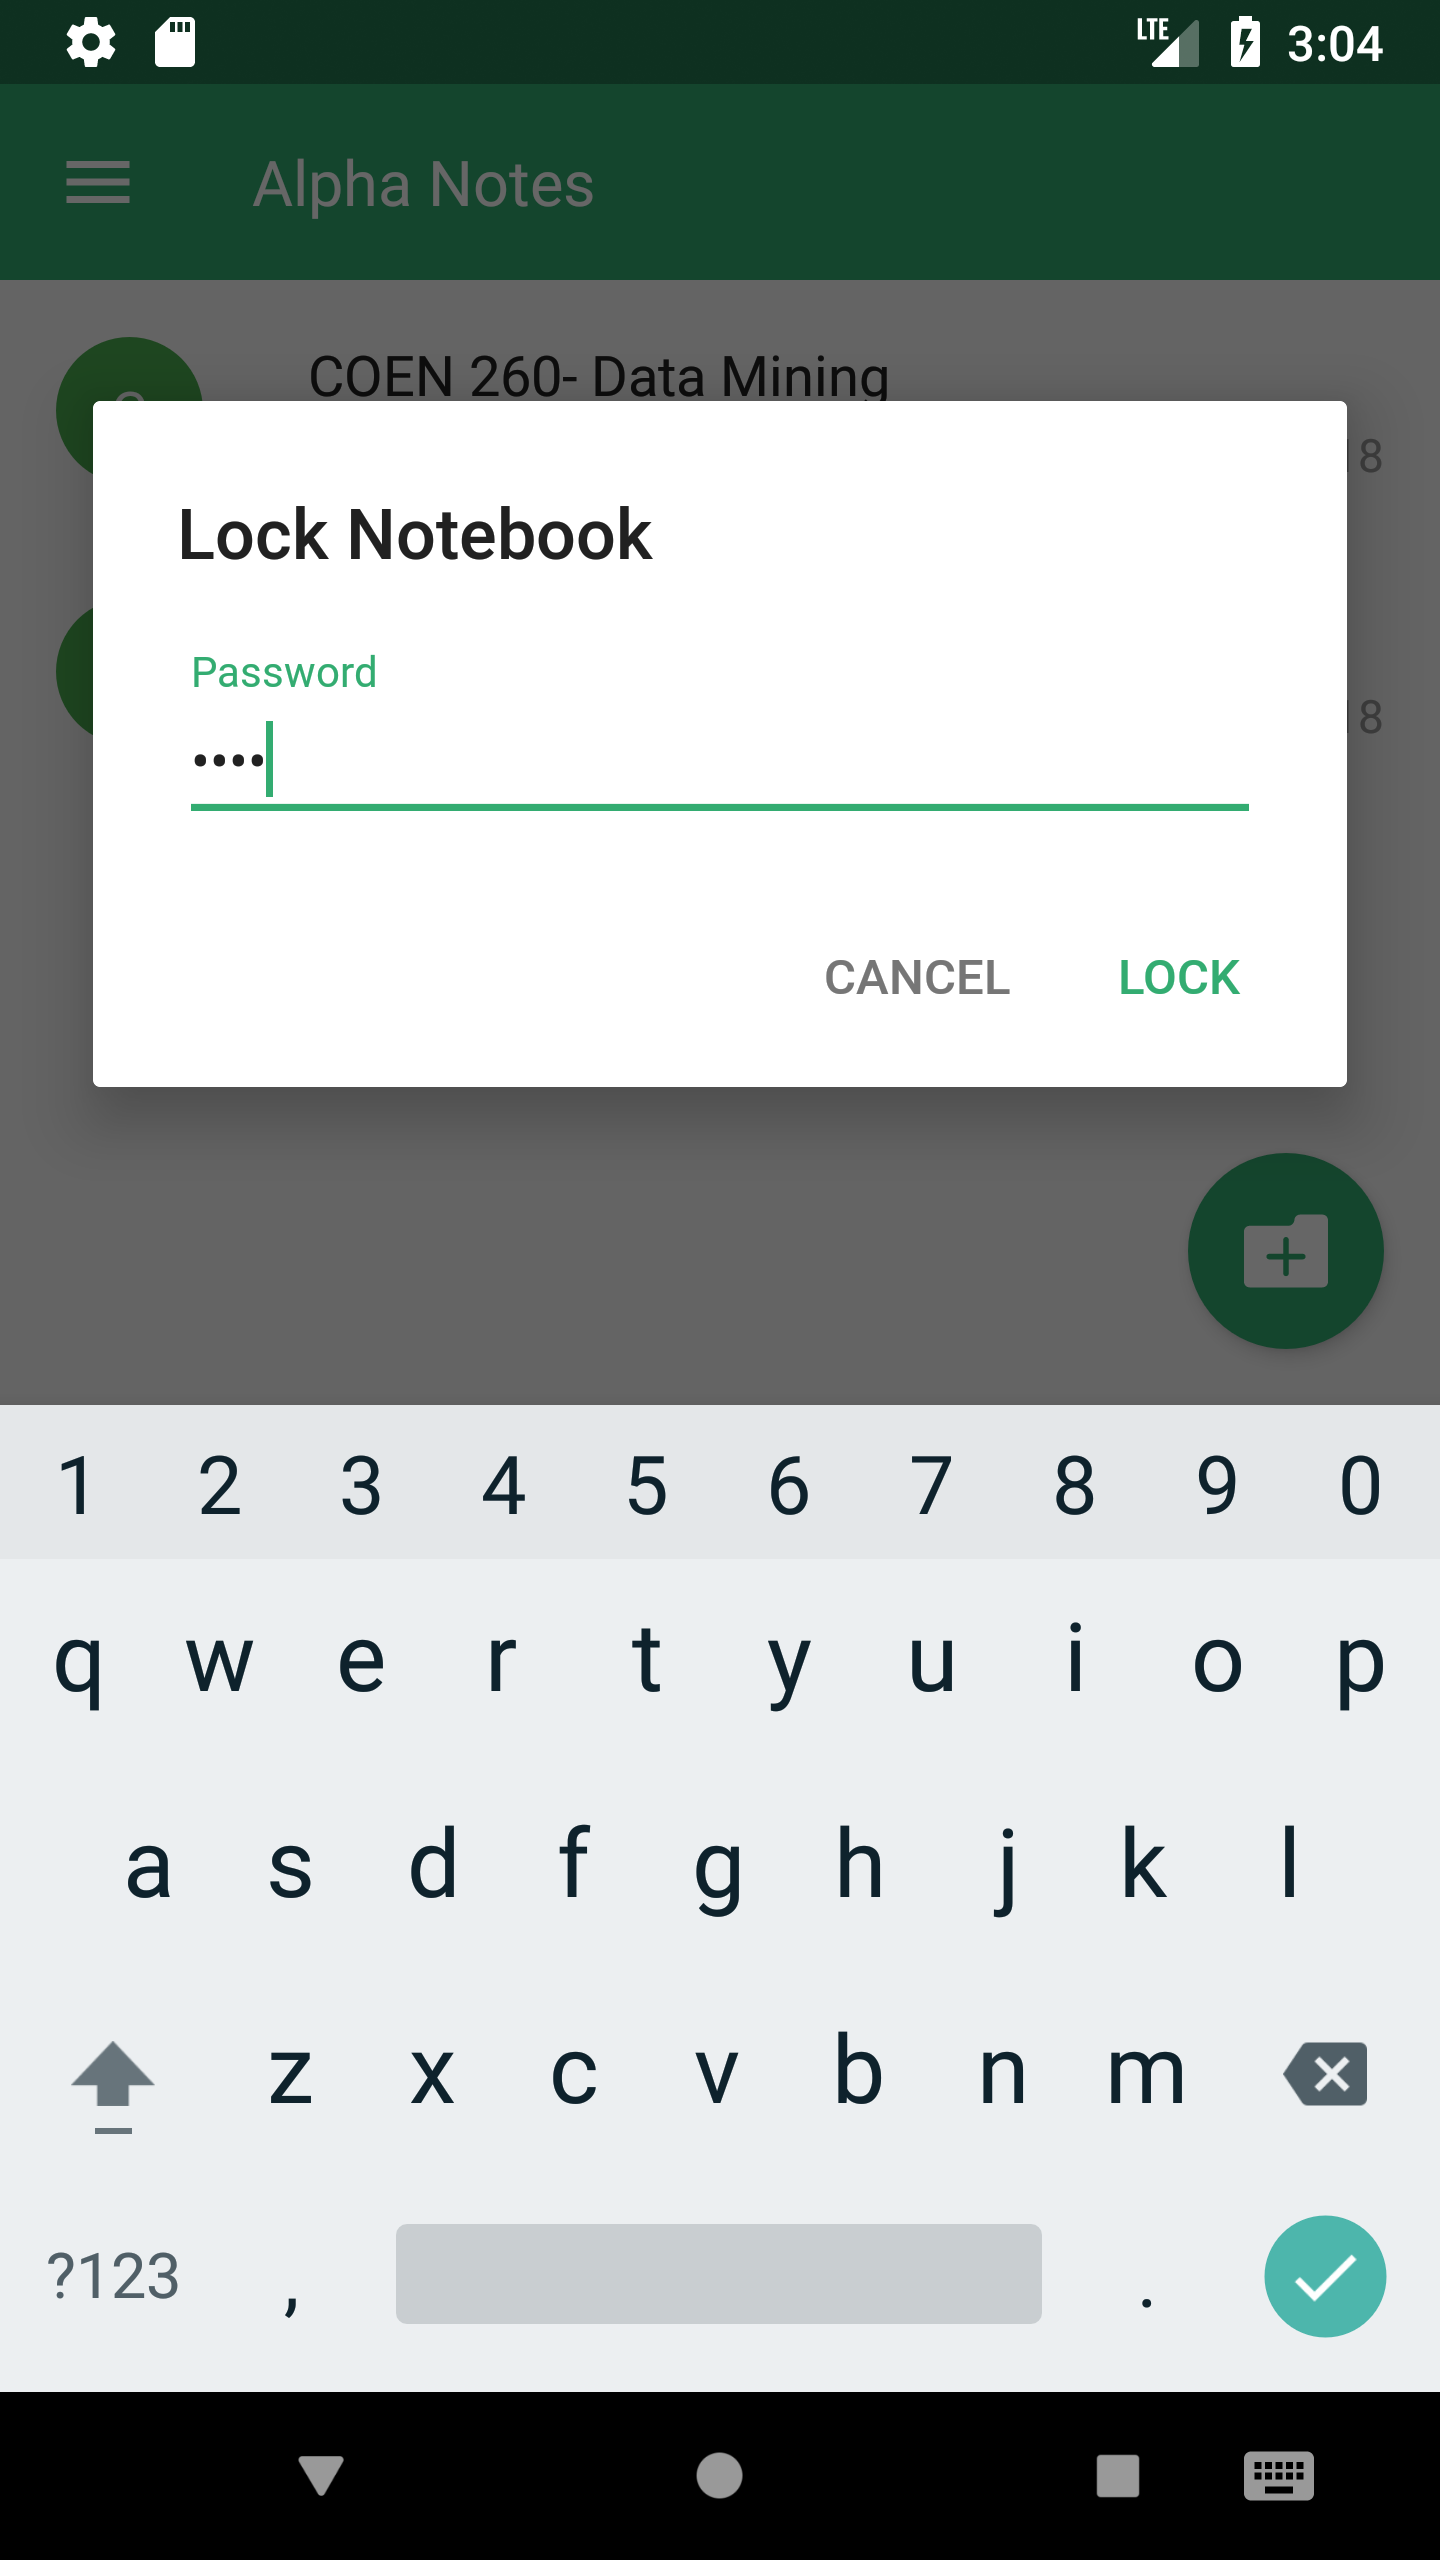 LTE 3:04
Alpha Notes
COEN 260- Data Mining
18
Lock Notebook
Password
••••
18
CANCEL LOCK
1 2 3 4 5 6 7 8 9 0
q w e r t y u i o p
a s d f g h j k l
z x c v b n m
?123 , .